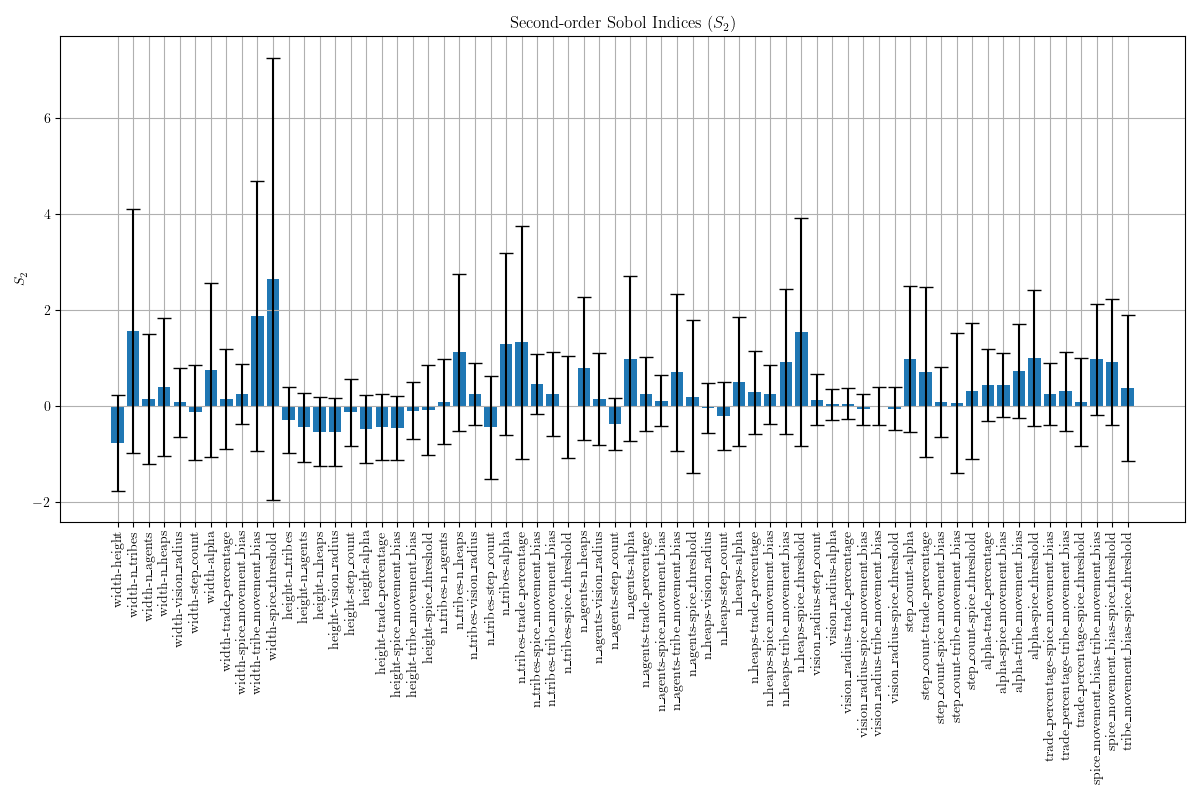 Second-order Sobol Indices (S₂)
6
4
2
0
−2
S₂
width-height
width-n_tribes
width-n_agents
width-n_heaps
width-vision_radius
width-step_count
width-alpha
width-trade_percentage
width-spice_movement_bias
width-tribe_movement_bias
width-spice_threshold
height-n_tribes
height-n_agents
height-n_heaps
height-vision_radius
height-step_count
height-alpha
height-trade_percentage
height-spice_movement_bias
height-tribe_movement_bias
height-spice_threshold
n_tribes-n_agents
n_tribes-n_heaps
n_tribes-vision_radius
n_tribes-step_count
n_tribes-alpha
n_tribes-trade_percentage
n_tribes-spice_movement_bias
n_tribes-tribe_movement_bias
n_tribes-spice_threshold
n_agents-n_heaps
n_agents-vision_radius
n_agents-step_count
n_agents-alpha
n_agents-trade_percentage
n_agents-spice_movement_bias
n_agents-tribe_movement_bias
n_agents-spice_threshold
n_heaps-vision_radius
n_heaps-step_count
n_heaps-alpha
n_heaps-trade_percentage
n_heaps-spice_movement_bias
n_heaps-tribe_movement_bias
n_heaps-spice_threshold
vision_radius-step_count
vision_radius-alpha
vision_radius-trade_percentage
vision_radius-spice_movement_bias
vision_radius-tribe_movement_bias
vision_radius-spice_threshold
step_count-alpha
step_count-trade_percentage
step_count-spice_movement_bias
step_count-tribe_movement_bias
step_count-spice_threshold
alpha-trade_percentage
alpha-spice_movement_bias
alpha-tribe_movement_bias
alpha-spice_threshold
trade_percentage-spice_movement_bias
trade_percentage-tribe_movement_bias
trade_percentage-spice_threshold
spice_movement_bias-tribe_movement_bias
spice_movement_bias-spice_threshold
tribe_movement_bias-spice_threshold